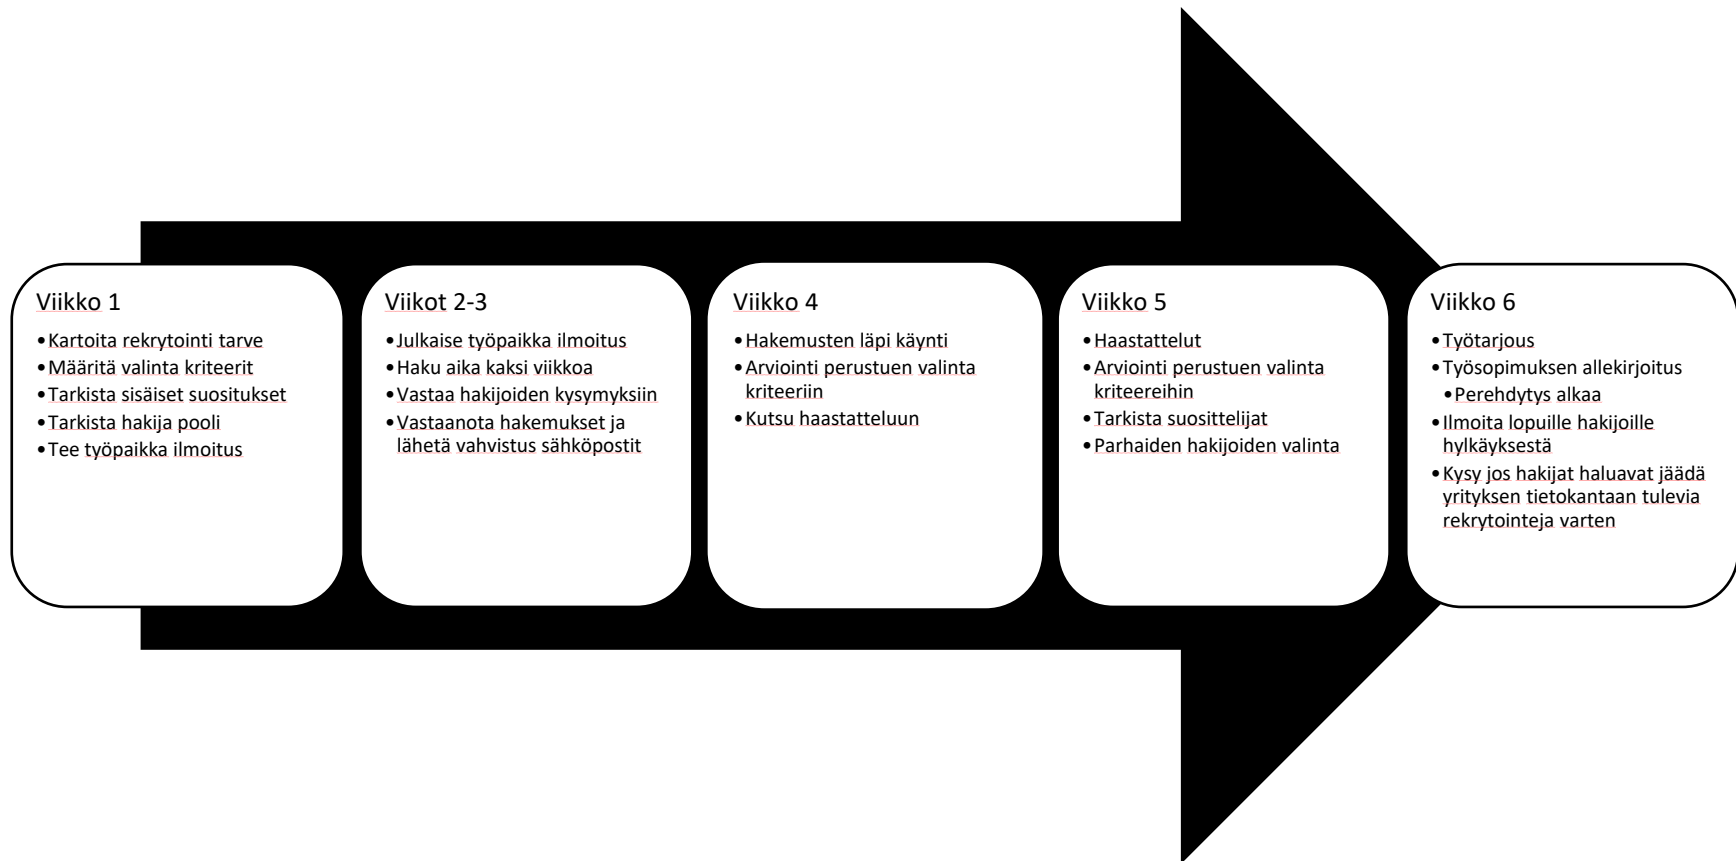 Viikko 1
•Kartoita rekrytointi tarve
•Määritä valinta kriteerit
•Tarkista sisäiset suositukset
•Tarkista hakija pooli
•Tee työpaikka ilmoitus
Viikot 2-3
•Julkaise työpaikka ilmoitus
•Haku aika kaksi viikkoa
•Vastaa hakijoiden kysymyksiin
•Vastaanota hakemukset ja
lähetä vahvistus sähköpostit
Viikko 4
•Hakemusten läpi käynti
•Arviointi perustuen valinta
kriteeriin
•Kutsu haastatteluun
Viikko 5
•Haastattelut
•Arviointi perustuen valinta
kriteereihin
•Tarkista suosittelijat
•Parhaiden hakijoiden valinta
Viikko 6
•Työtarjous
•Työsopimuksen allekirjoitus
•Perehdytys alkaa
•Ilmoita lopuille hakijoille
hylkäyksestä
•Kysy jos hakijat haluavat jäädä
yrityksen tietokantaan tulevia
rekrytointeja varten